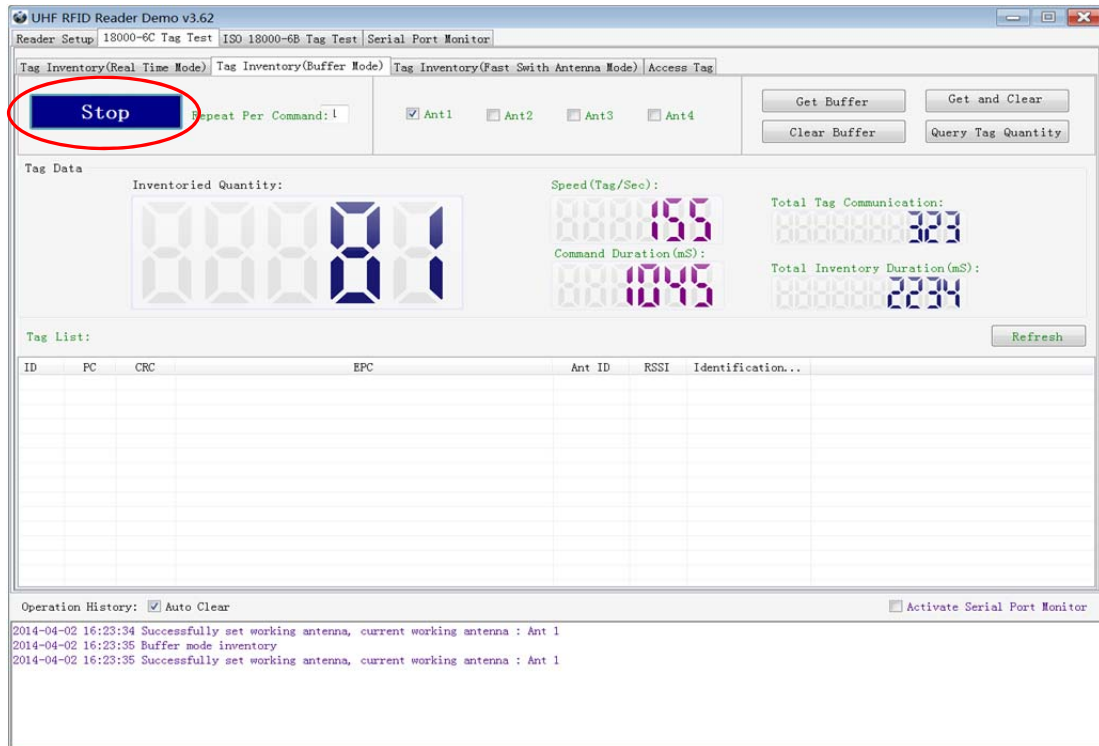 UHF RFID Reader Demo v3.62
Reader Setup 18000-6C Tag Test ISO 18000-6B Tag Test Serial Port Monitor
Tag Inventory(Real Time Mode) Tag Inventory(Buffer Mode) Tag Inventory(Fast Swith Antenna Mode) Access Tag
Stop Repeat Per Command: 1 Ant1 Ant2 Ant3 Ant4 Get Buffer Get and Clear
Clear Buffer Query Tag Quantity
Tag Data
Inventoried Quantity: Speed(Tag/Sec): Total Tag Communication:
81 155 323
Command Duration(mS): Total Inventory Duration(mS):
1045 2234
Tag List: Refresh
ID PC CRC EPC Ant ID RSSI Identification...
Operation History: Auto Clear Activate Serial Port Monitor
2014-04-02 16:23:34 Successfully set working antenna, current working antenna : Ant 1
2014-04-02 16:23:35 Buffer mode inventory
2014-04-02 16:23:35 Successfully set working antenna, current working antenna : Ant 1